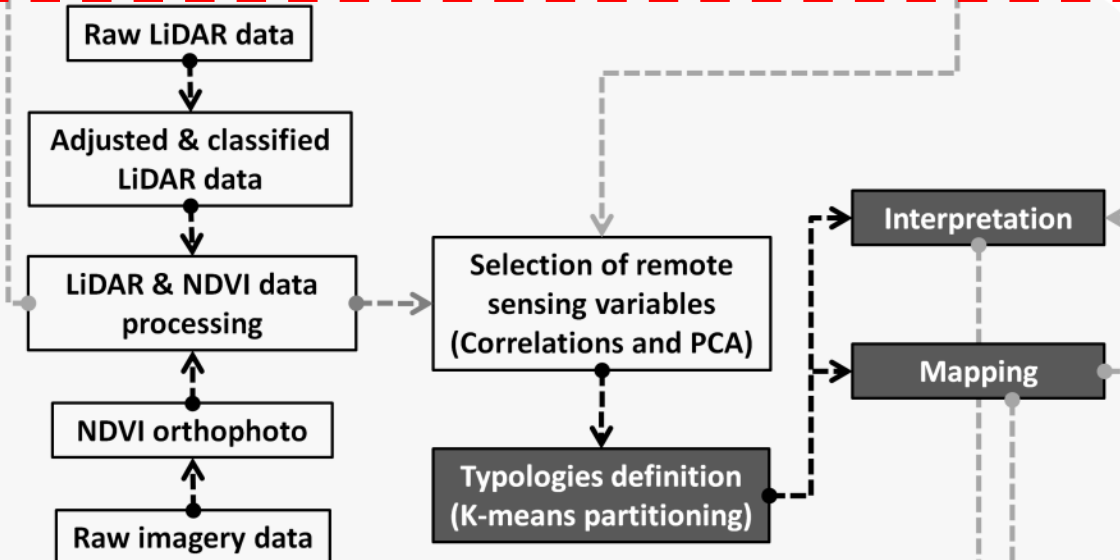 Raw LiDAR data
Adjusted & classified
LiDAR data
LiDAR & NDVI data
processing
NDVI orthophoto
Raw imagery data
Selection of remote
sensing variables
(Correlations and PCA)
Typologies definition
(K-means partitioning)
Interpretation
Mapping